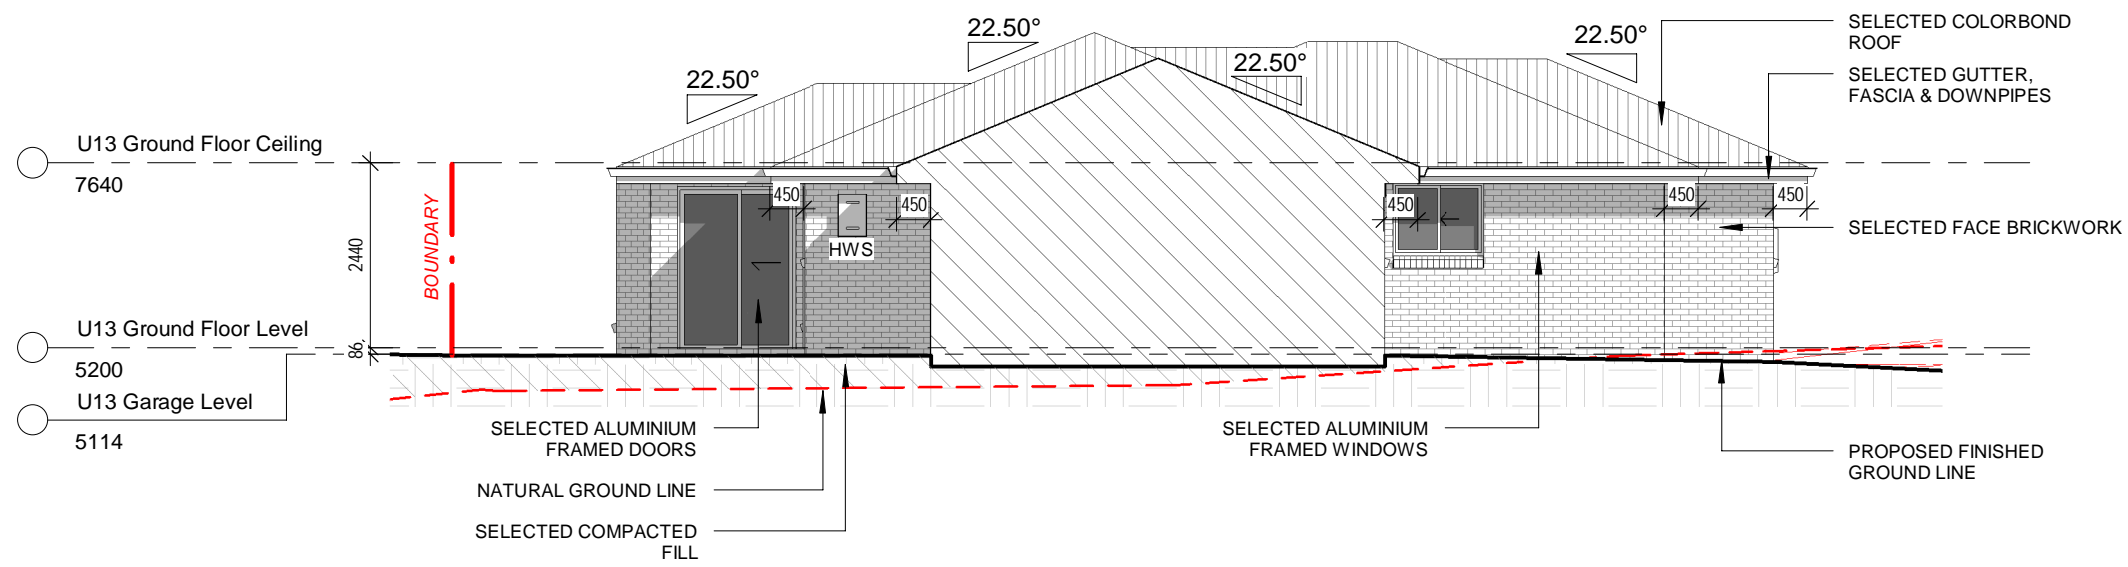 22.50°
22.50°
22.50°
22.50°
SELECTED COLORBOND
ROOF
SELECTED GUTTER,
FASCIA & DOWNPIPES
U13 Ground Floor Ceiling
7640
BOUNDARY
2440
450
450
450
450
450
HWS
SELECTED FACE BRICKWORK
U13 Ground Floor Level
5200
86
U13 Garage Level
5114
SELECTED ALUMINIUM
FRAMED DOORS
SELECTED ALUMINIUM
FRAMED WINDOWS
PROPOSED FINISHED
GROUND LINE
NATURAL GROUND LINE
SELECTED COMPACTED
FILL